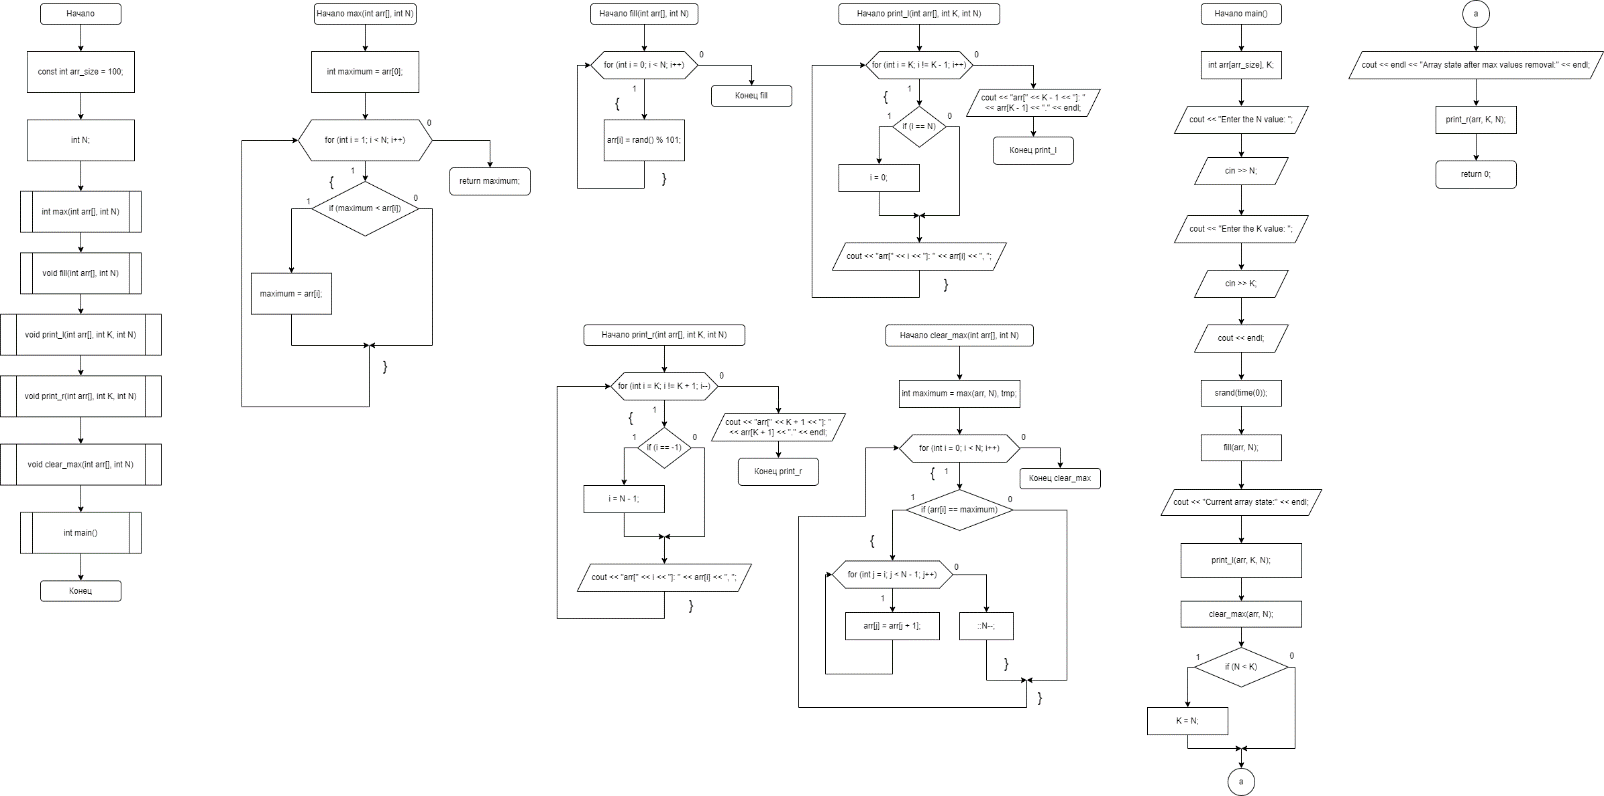 Начало
const int arr_size = 100;
int N;
int max(int arr[], int N)
void fill(int arr[], int N)
void print_l(int arr[], int K, int N)
void print_r(int arr[], int K, int N)
void clear_max(int arr[], int N)
int main()
Конец
Начало max(int arr[], int N)
int maximum = arr[0];
for (int i = 1; i < N; i++)
0
return maximum;
1
{
if (maximum < arr[i])
1
0
maximum = arr[i];
}
Начало fill(int arr[], int N)
for (int i = 0; i < N; i++)
0
Конец fill
1
{
arr[i] = rand() % 101;
}
Начало print_l(int arr[], int K, int N)
for (int i = K; i != K - 1; i++)
0
cout << "arr[" << K - 1 << "]: "
<< arr[K - 1] << "." << endl;
Конец print_l
1
{
if (i == N)
1
0
i = 0;
cout << "arr[" << i << "]: " << arr[i] << ", ";
}
Начало print_r(int arr[], int K, int N)
for (int i = K; i != K + 1; i--)
0
cout << "arr[" << K + 1 << "]: "
<< arr[K + 1] << "." << endl;
Конец print_r
1
{
if (i == -1)
1
0
i = N - 1;
cout << "arr[" << i << "]: " << arr[i] << ", ";
}
Начало clear_max(int arr[], int N)
int maximum = max(arr, N), tmp;
for (int i = 0; i < N; i++)
0
Конец clear_max
{
1
if (arr[i] == maximum)
1
0
{
for (int j = i; j < N - 1; j++)
0
1
arr[j] = arr[j + 1];
::N--;
}
}
Начало main()
int arr[arr_size], K;
cout << "Enter the N value: ";
cin >> N;
cout << "Enter the K value: ";
cin >> K;
cout << endl;
srand(time(0));
fill(arr, N);
cout << "Current array state:" << endl;
print_l(arr, K, N);
clear_max(arr, N);
if (N < K)
1
0
K = N;
a
a
cout << endl << "Array state after max values removal:" << endl;
print_r(arr, K, N);
return 0;